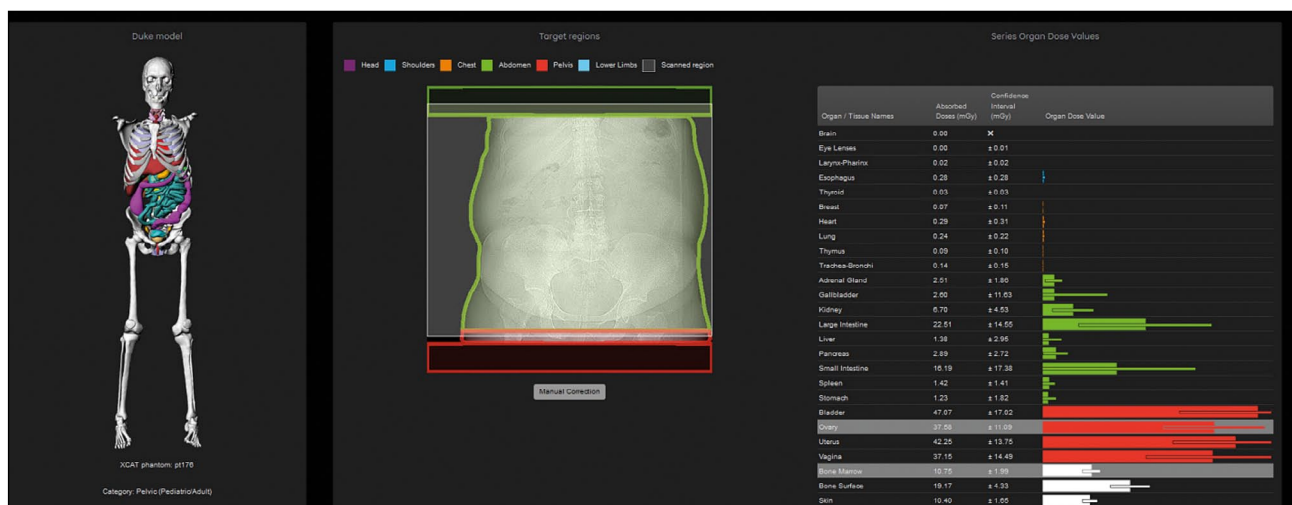 Duke model
XCAT phantom: pt176
Category: Pelvic (Pediatric/Adult)
Target regions
Head Shoulders Chest Abdomen Pelvis Lower Limbs Scanned region
Manual Correction
Series Organ Dose Values
Organ / Tissue Names Absorbed Doses (mGy) Confidence Interval (mGy) Organ Dose Value
Brain 0.00 ×
Eye Lenses 0.00 ± 0.01
Larynx-Pharinx 0.02 ± 0.02
Esophagus 0.28 ± 0.28
Thyroid 0.03 ± 0.03
Breast 0.07 ± 0.11
Heart 0.29 ± 0.31
Lung 0.24 ± 0.22
Thymus 0.09 ± 0.10
Trachea-Bronchi 0.14 ± 0.15
Adrenal Gland 2.51 ± 1.86
Gallbladder 2.60 ± 11.63
Kidney 6.70 ± 4.53
Large Intestine 22.51 ± 14.55
Liver 1.38 ± 2.95
Pancreas 2.89 ± 2.72
Small Intestine 16.19 ± 17.38
Spleen 1.42 ± 1.41
Stomach 1.23 ± 1.82
Bladder 47.07 ± 17.02
Ovary 37.58 ± 11.09
Uterus 42.25 ± 13.75
Vagina 37.15 ± 14.49
Bone Marrow 10.75 ± 1.99
Bone Surface 19.17 ± 4.33
Skin 10.40 ± 1.65